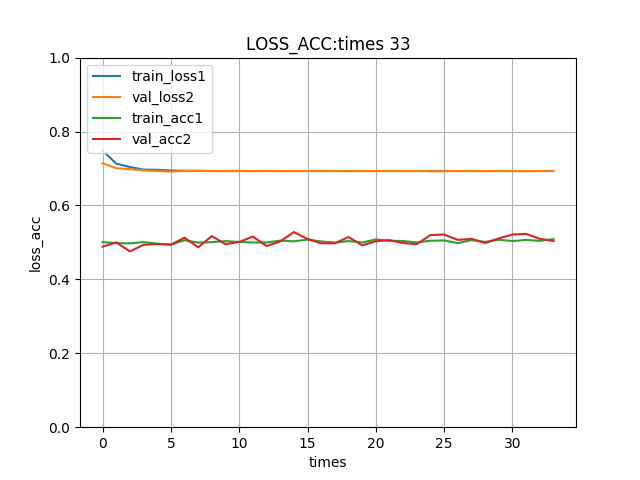 LOSS_ACC:times 33
1.0
0.8
0.6
0.4
0.2
0.0
loss_acc
train_loss1
val_loss2
train_acc1
val_acc2
0 5 10 15 20 25 30
times